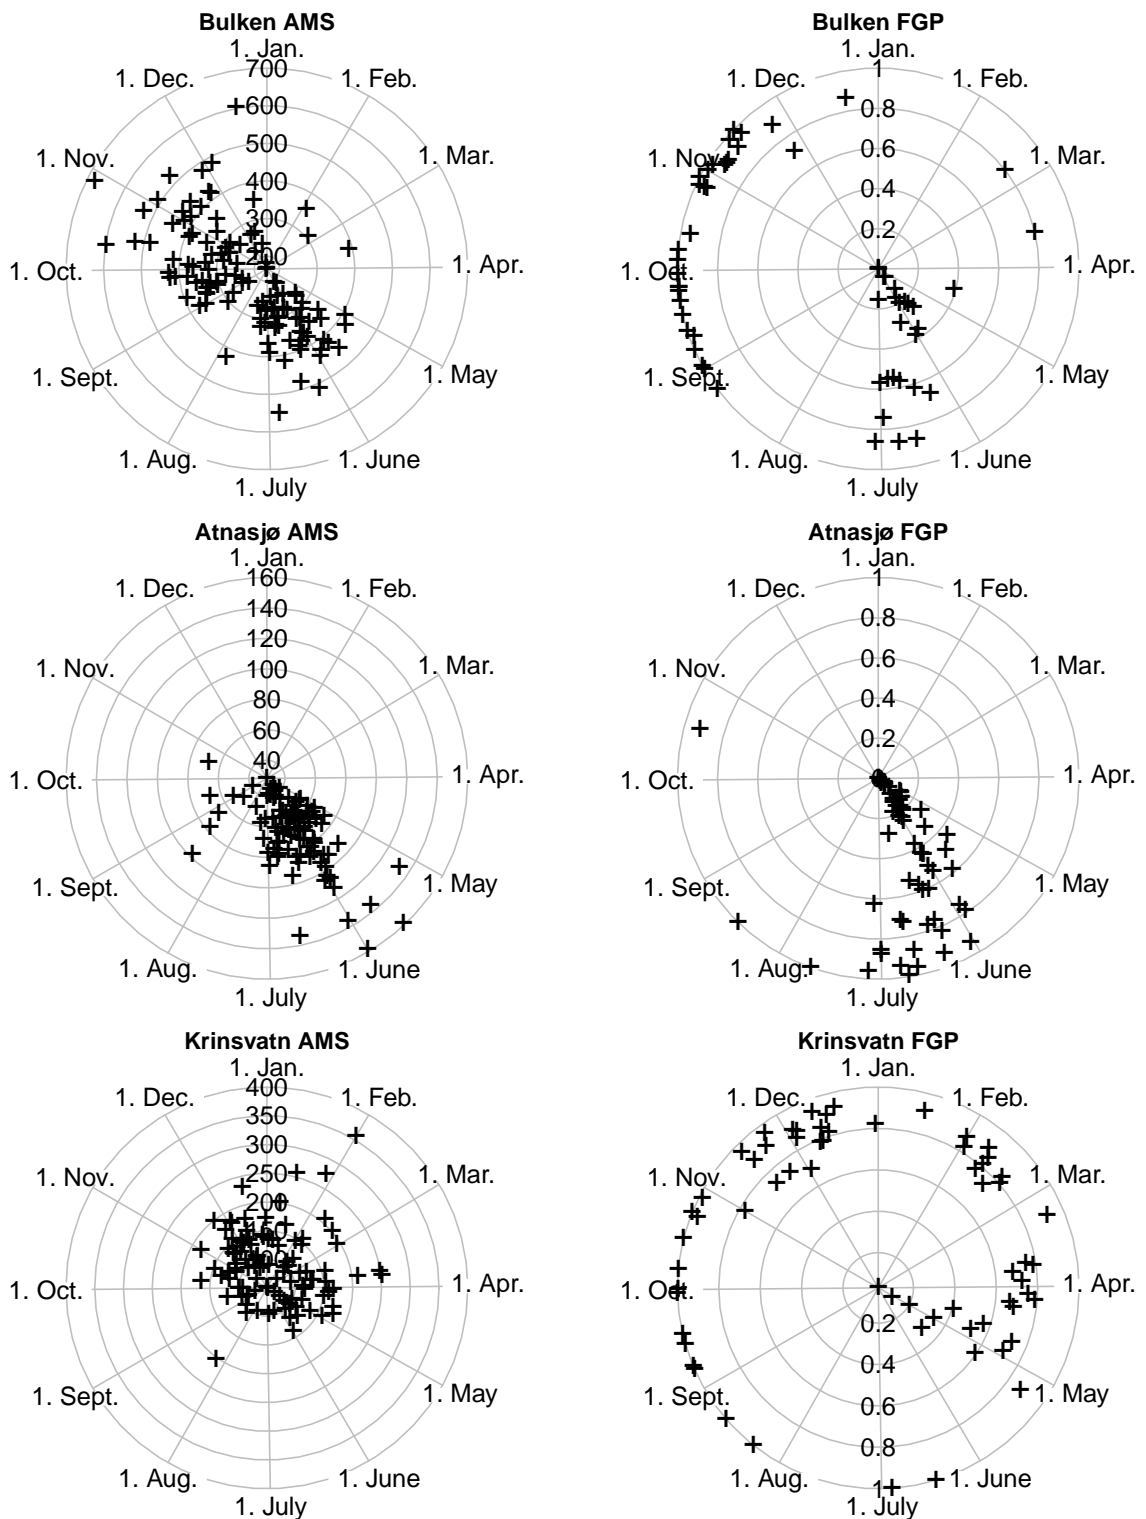 Bulken AMS
1. Jan.
1. Feb.
1. Mar.
1. Apr.
1. May
1. June
1. July
1. Aug.
1. Sept.
1. Oct.
1. Nov.
1. Dec.
700
600
500
400
300
200
Bulken FGP
1. Jan.
1. Feb.
1. Mar.
1. Apr.
1. May
1. June
1. July
1. Aug.
1. Sept.
1. Oct.
1. Nov.
1. Dec.
1
0.8
0.6
0.4
0.2
Atnasjø AMS
1. Jan.
1. Feb.
1. Mar.
1. Apr.
1. May
1. June
1. July
1. Aug.
1. Sept.
1. Oct.
1. Nov.
1. Dec.
160
140
120
100
80
60
40
Atnasjø FGP
1. Jan.
1. Feb.
1. Mar.
1. Apr.
1. May
1. June
1. July
1. Aug.
1. Sept.
1. Oct.
1. Nov.
1. Dec.
1
0.8
0.6
0.4
0.2
Krinsvatn AMS
1. Jan.
1. Feb.
1. Mar.
1. Apr.
1. May
1. June
1. July
1. Aug.
1. Sept.
1. Oct.
1. Nov.
1. Dec.
400
350
300
250
200
150
100
Krinsvatn FGP
1. Jan.
1. Feb.
1. Mar.
1. Apr.
1. May
1. June
1. July
1. Aug.
1. Sept.
1. Oct.
1. Nov.
1. Dec.
0.2
0.4
0.6
0.8
1